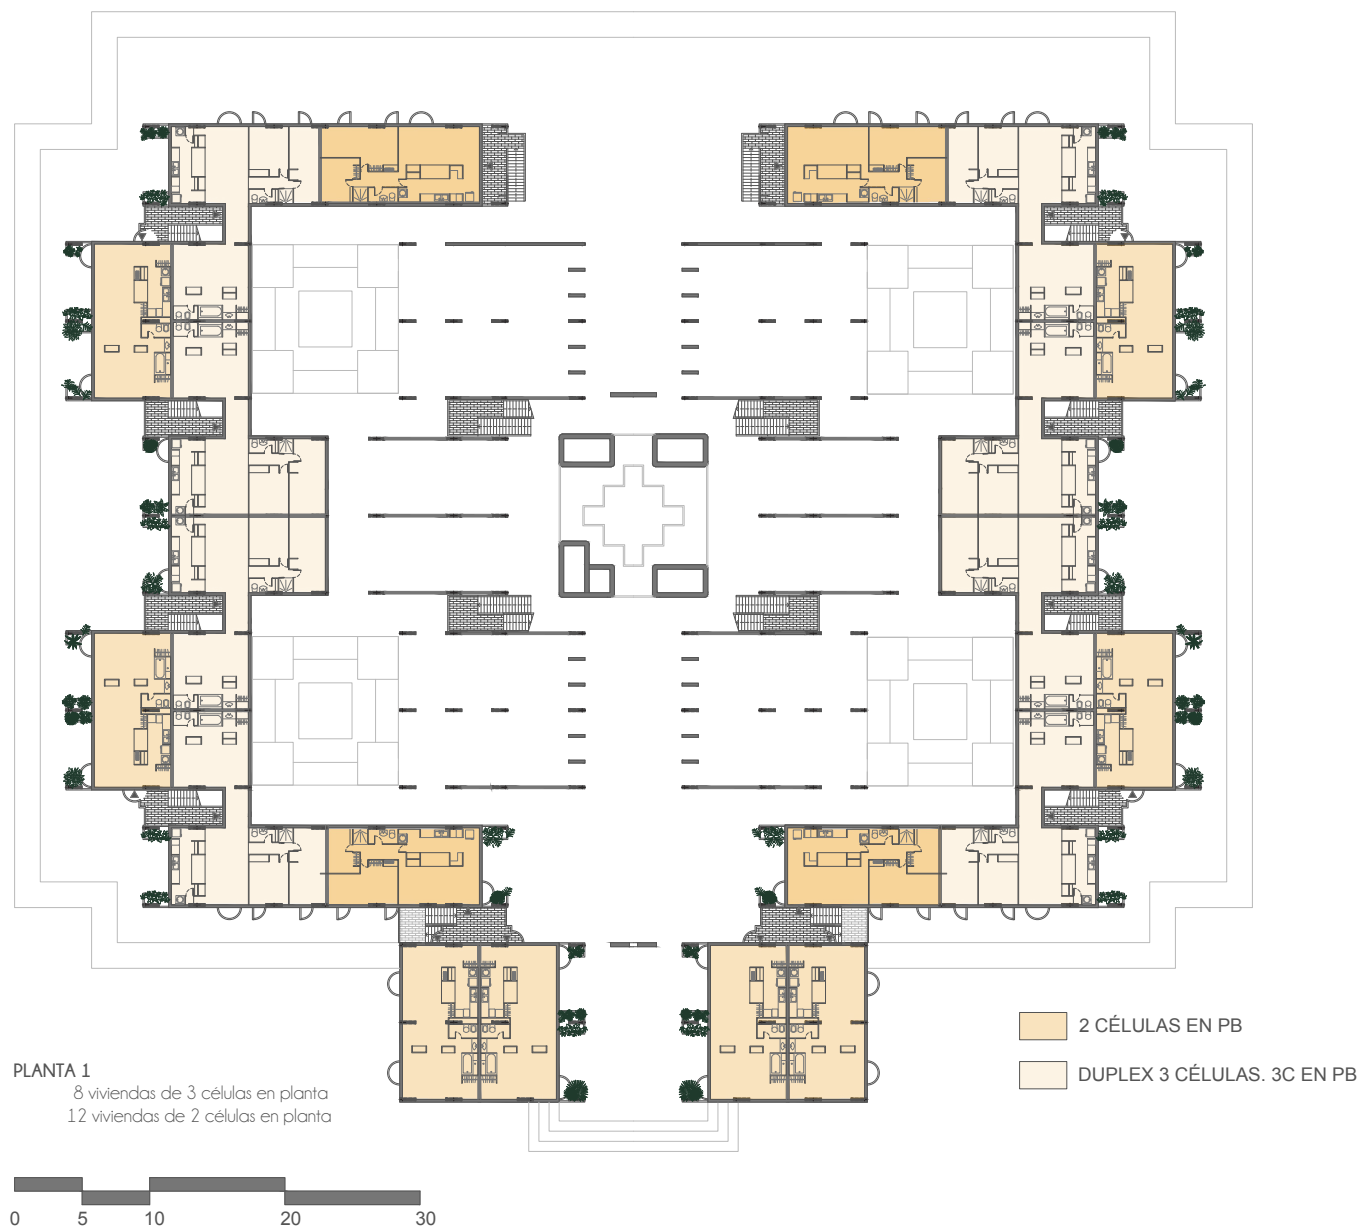 2 CÉLULAS EN PB
DUPLEX 3 CÉLULAS. 3C EN PB
PLANTA 1
8 viviendas de 3 células en planta
12 viviendas de 2 células en planta
0 5 10 20 30